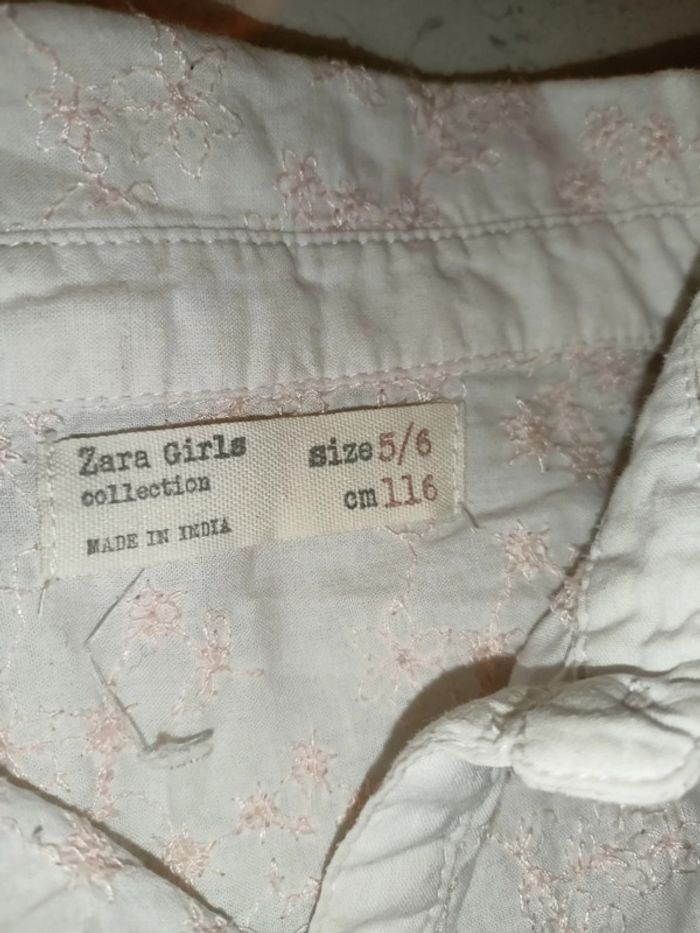 Zara Girls
collection
MADE IN INDIA
size 5/6
cm 116